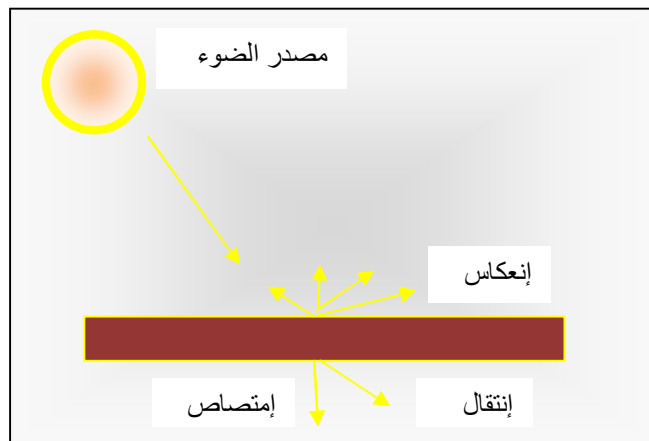 مصدر الضوء
إنعكاس
إمتصاص
إنتقال